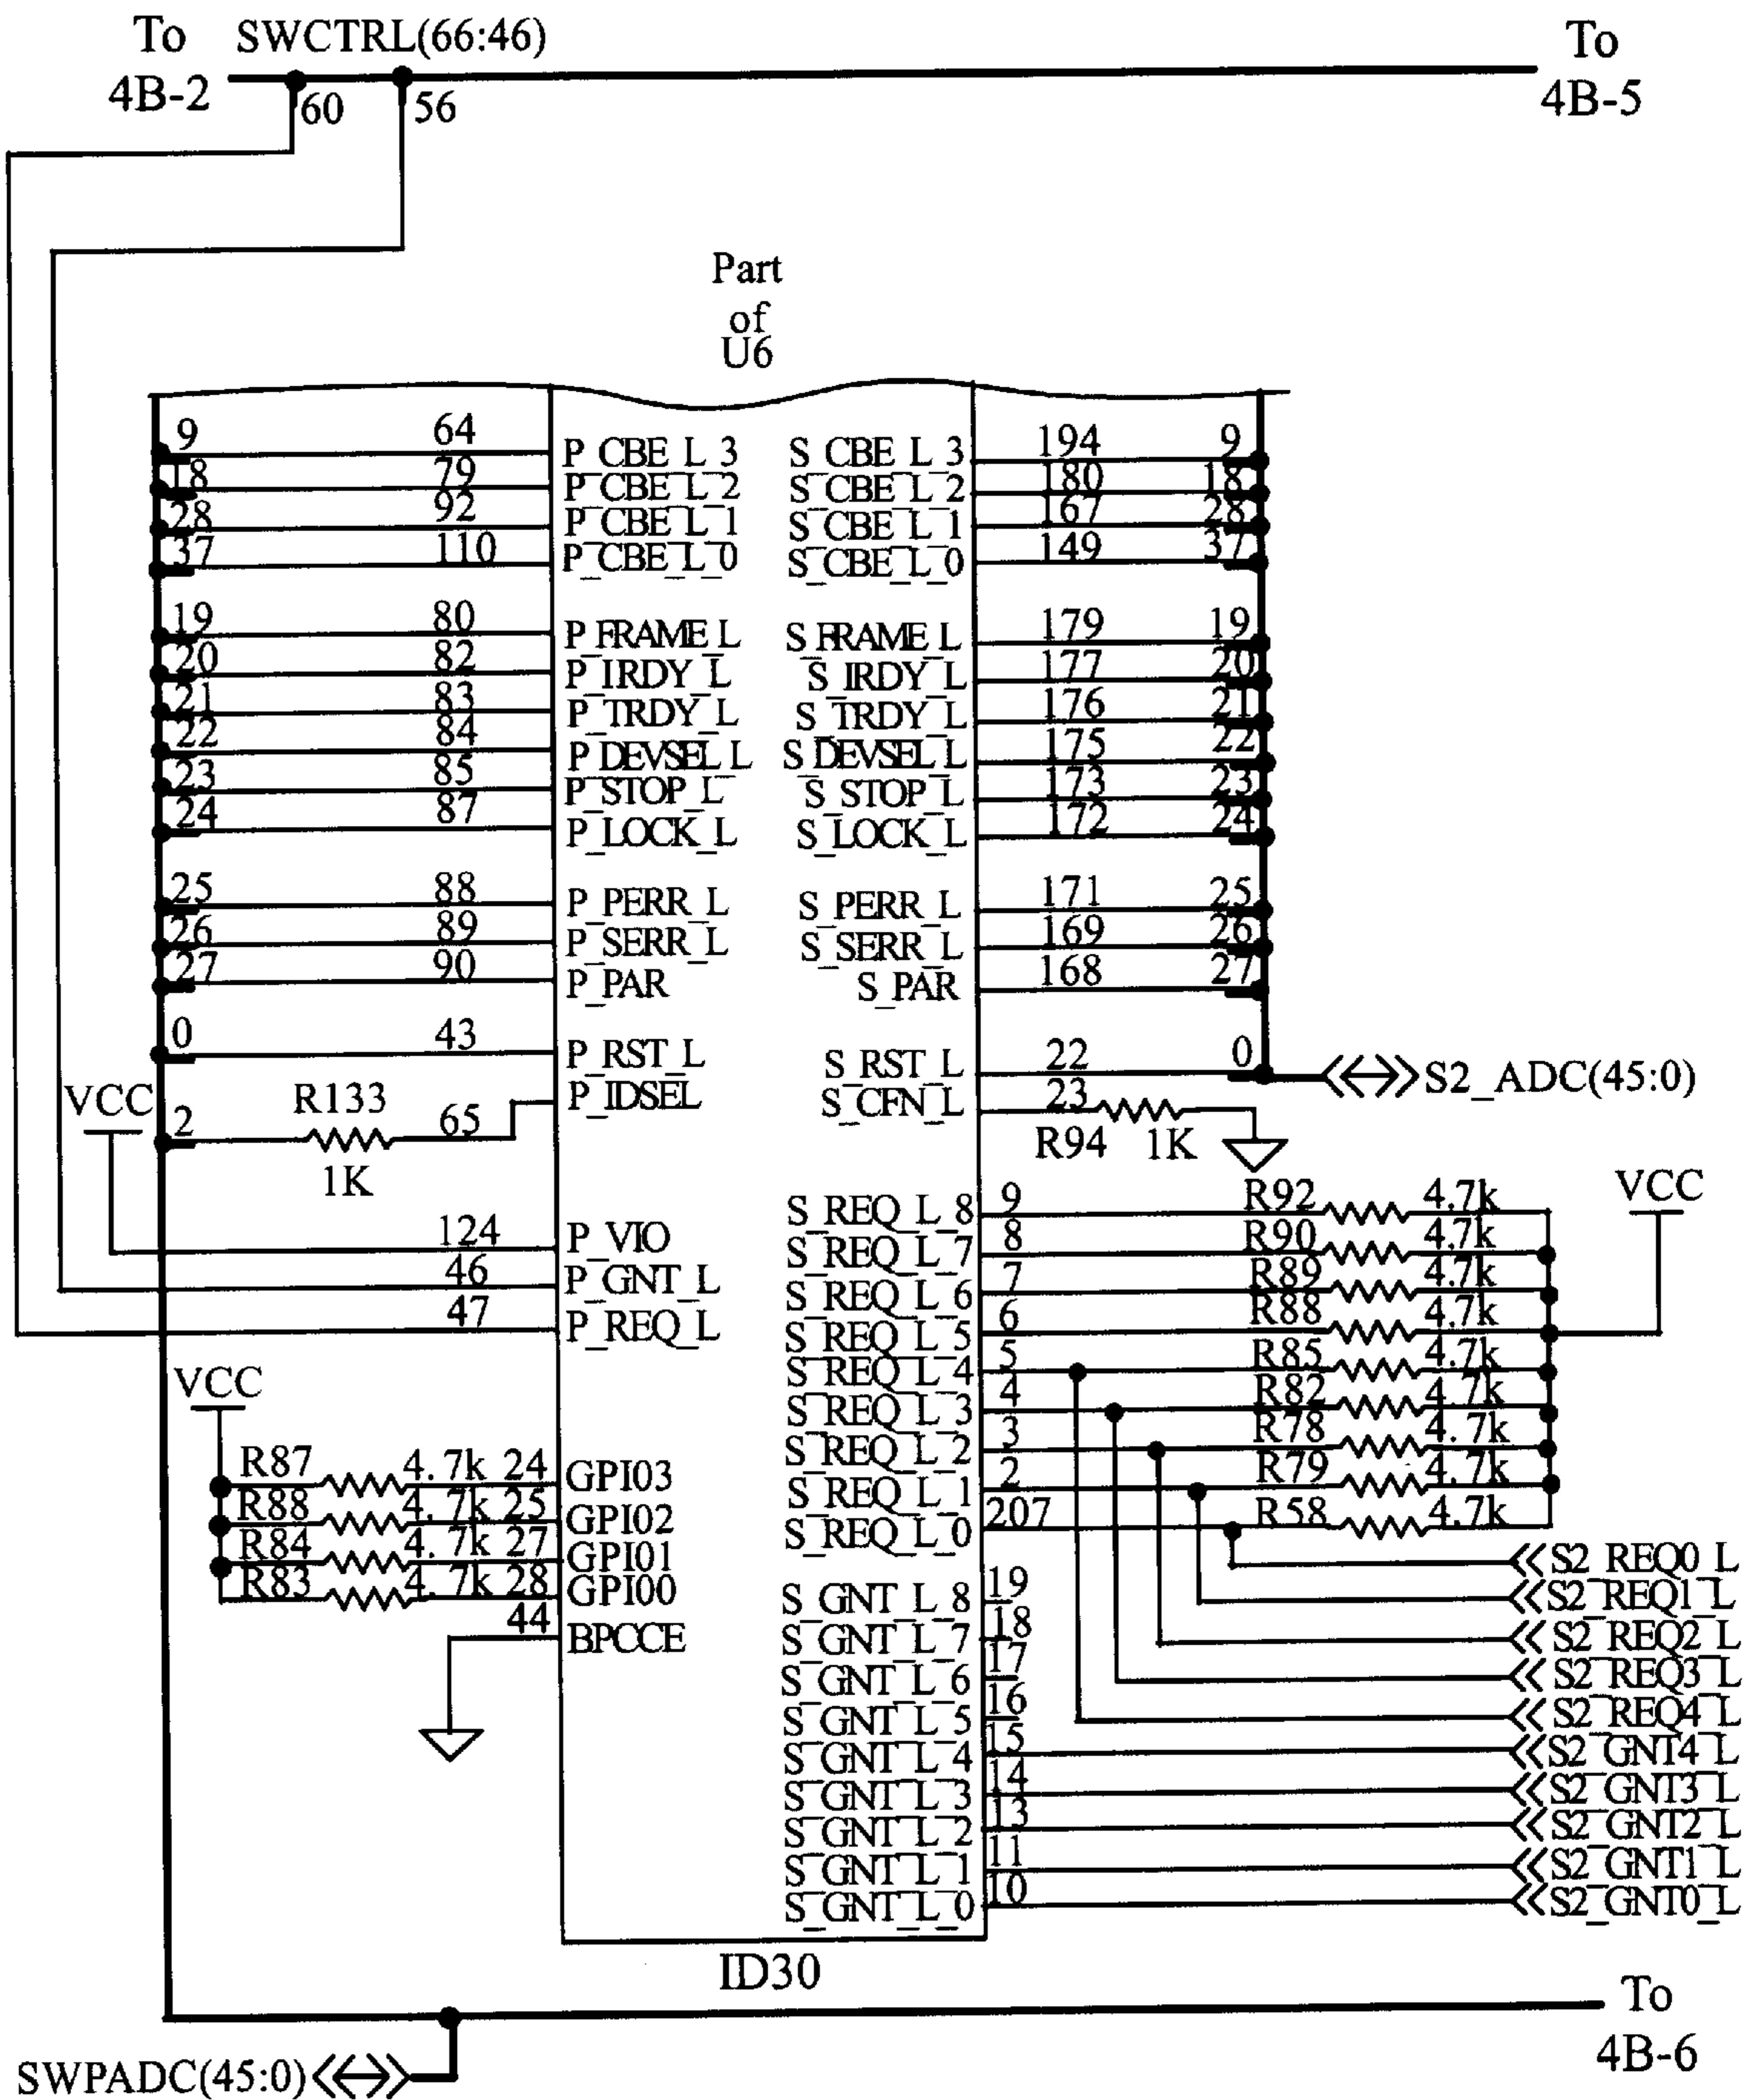 To SWCTRL(66:46) To
4B-2 60 56 4B-5
Part
of
U6
9 64 P_CBE_L_3 S_CBE_L_3 194 9
18 79 P_CBE_L_2 S_CBE_L_2 180 18
28 92 P_CBE_L_1 S_CBE_L_1 167 28
37 110 P_CBE_L_0 S_CBE_L_0 149 37
19 80 P_FRAME_L S_FRAME_L 179 19
20 82 P_IRDY_L S_IRDY_L 177 20
21 83 P_TRDY_L S_TRDY_L 176 21
22 84 P_DEVSEL_L S_DEVSEL_L 175 22
23 85 P_STOP_L S_STOP_L 173 23
24 87 P_LOCK_L S_LOCK_L 172 24
25 88 P_PERR_L S_PERR_L 171 25
26 89 P_SERR_L S_SERR_L 169 26
27 90 P_PAR S_PAR 168 27
0 43 P_RST_L S_RST_L 22 0 S2_ADC(45:0)
VCC R133 P_IDSEL S_CFN_L 23
2 65 R94 1K
1K
VCC
S_REQ_L_8 9 R92 4.7k
124 P_VIO S_REQ_L_7 8 R90 4.7k
46 P_GNT_L S_REQ_L_6 7 R89 4.7k
47 P_REQ_L S_REQ_L_5 6 R88 4.7k
VCC S_REQ_L_4 5 R85 4.7k
S_REQ_L_3 4 R82 4.7k
S_REQ_L_2 3 R78 4.7k
R87 4.7k 24 GPI03 S_REQ_L_1 2 R79 4.7k
R88 4.7k 25 GPI02 S_REQ_L_0 207 R58 4.7k
R84 4.7k 27 GPI01 S2_REQ0_L
R83 4.7k 28 GPI00 S_GNT_L_8 19 S2_REQ1_L
44 BPCCE S_GNT_L_7 18 S2_REQ2_L
S_GNT_L_6 17 S2_REQ3_L
S_GNT_L_5 16 S2_REQ4_L
S_GNT_L_4 15 S2_GNT4_L
S_GNT_L_3 14 S2_GNT3_L
S_GNT_L_2 13 S2_GNT2_L
S_GNT_L_1 11 S2_GNT1_L
S_GNT_L_0 10 S2_GNT0_L
ID30
To
4B-6
SWPADC(45:0)